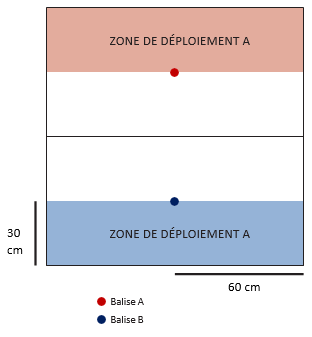 ZONE DE DÉPLOIEMENT A
ZONE DE DÉPLOIEMENT A
30
cm
60 cm
Balise A
Balise B